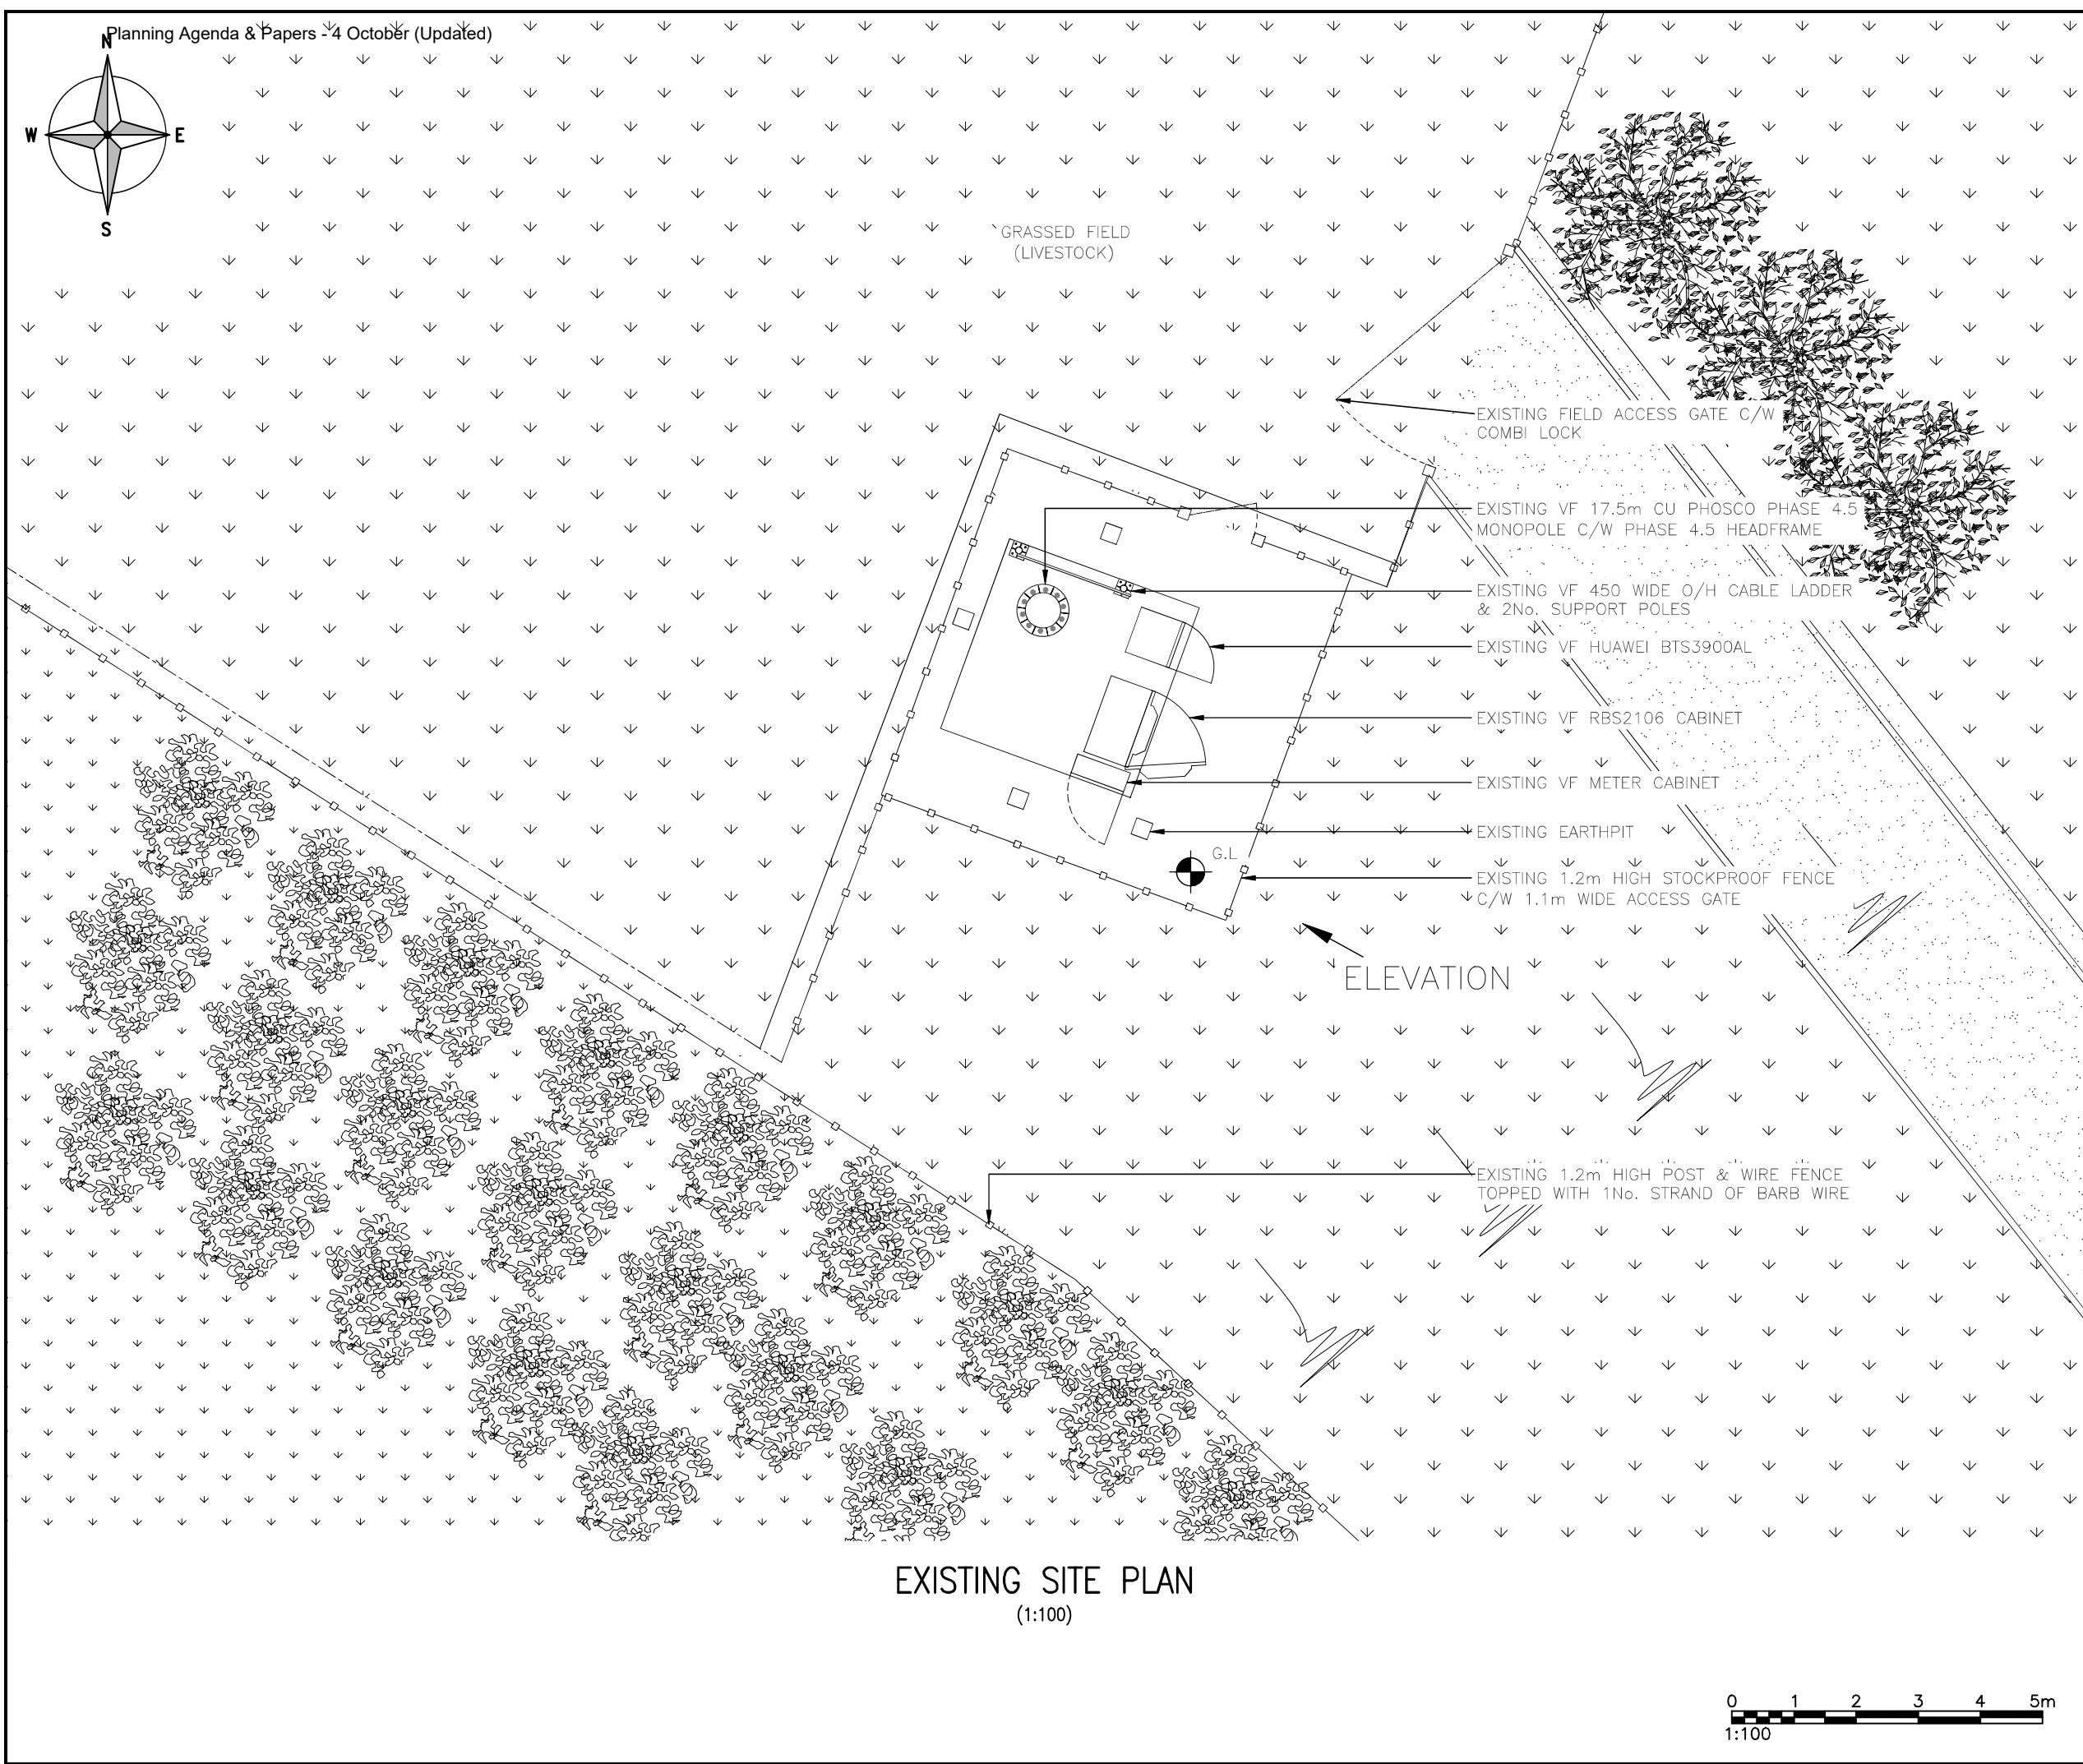 Planning Agenda & Papers - 4 October (Updated)
N
W
E
S
GRASSED FIELD
(LIVESTOCK)
EXISTING FIELD ACCESS GATE C/W
COMBI LOCK
EXISTING VF 17.5m CU PHOSCO PHASE 4.5
MONOPOLE C/W PHASE 4.5 HEADFRAME
EXISTING VF 450 WIDE O/H CABLE LADDER
& 2No. SUPPORT POLES
EXISTING VF HUAWEI BTS3900AL
EXISTING VF RBS2106 CABINET
EXISTING VF METER CABINET
EXISTING EARTHPIT
G.L
EXISTING 1.2m HIGH STOCKPROOF FENCE
C/W 1.1m WIDE ACCESS GATE
ELEVATION
EXISTING 1.2m HIGH POST & WIRE FENCE
TOPPED WITH 1No. STRAND OF BARB WIRE
EXISTING SITE PLAN
(1:100)
0 1 2 3 4 5m
1:100